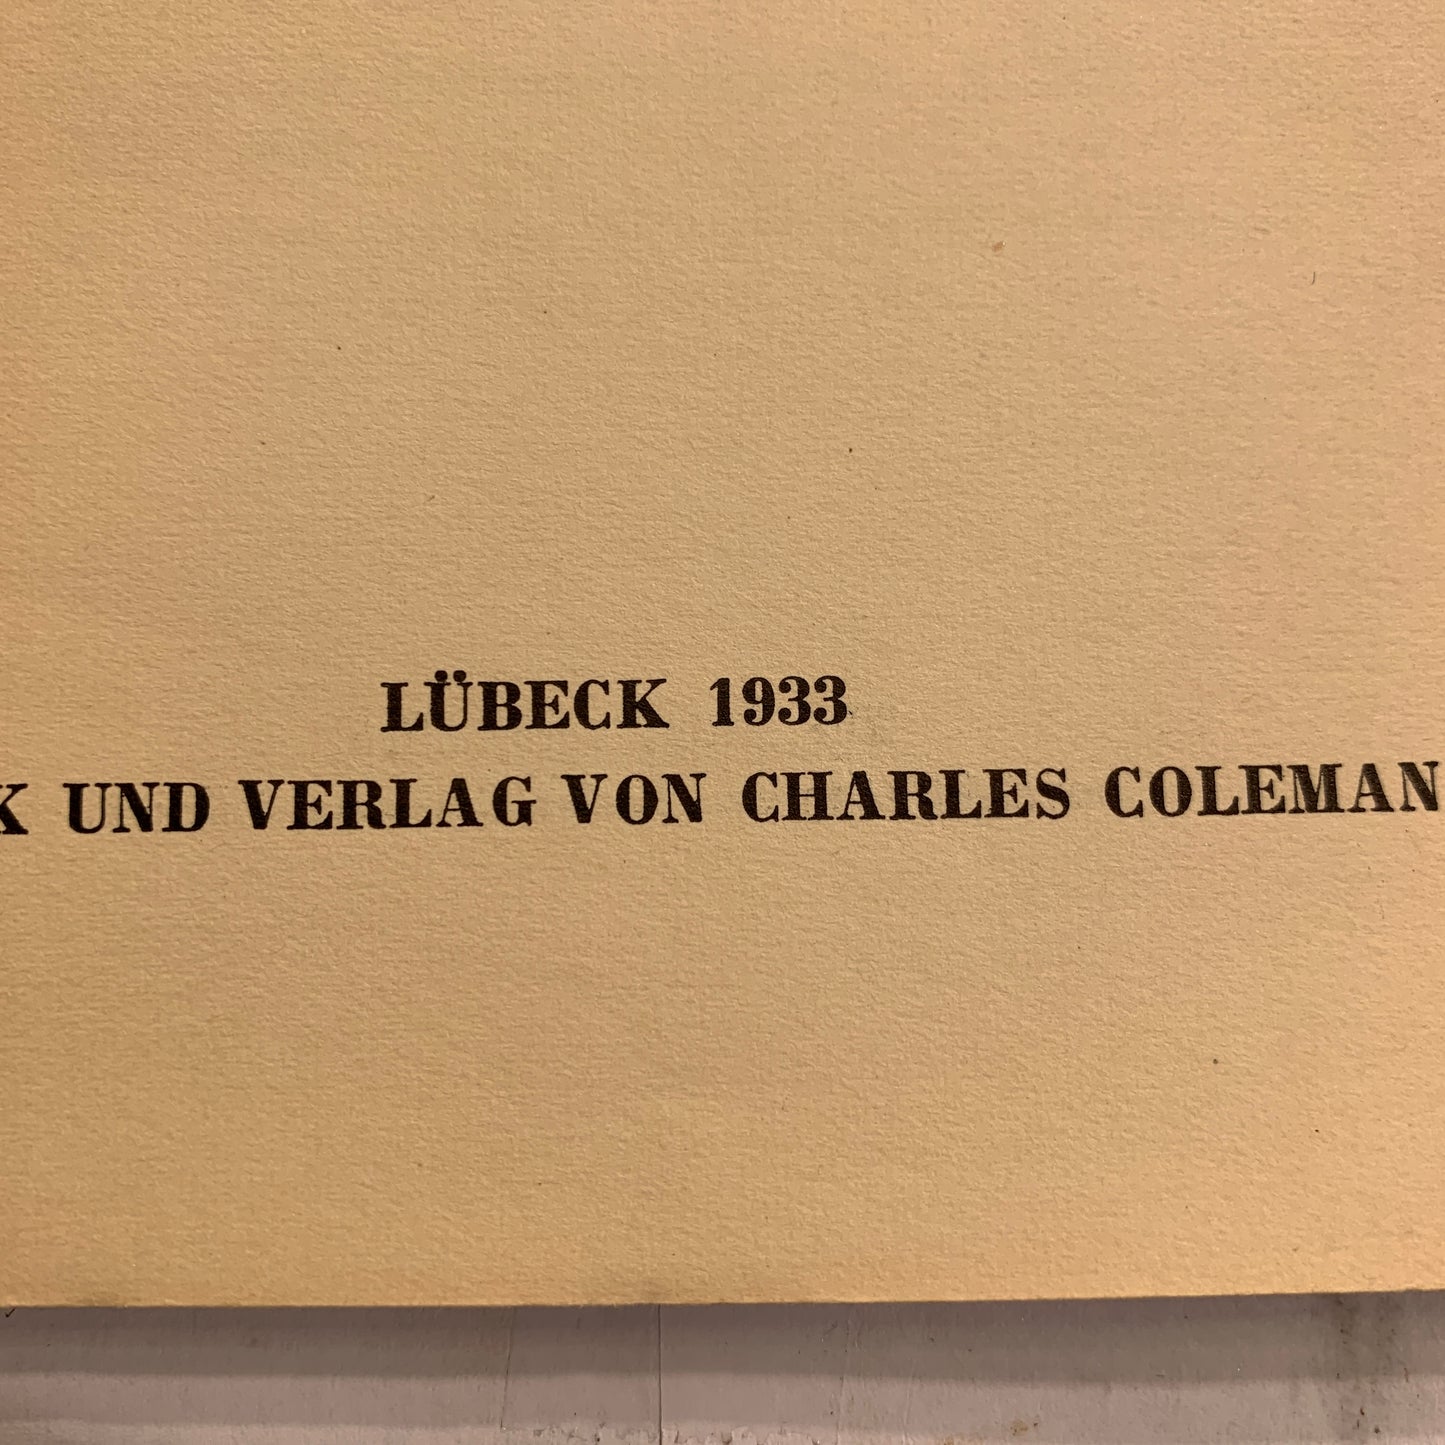 LÜBECK 1933
K UND VERLAG VON CHARLES COLEMAN